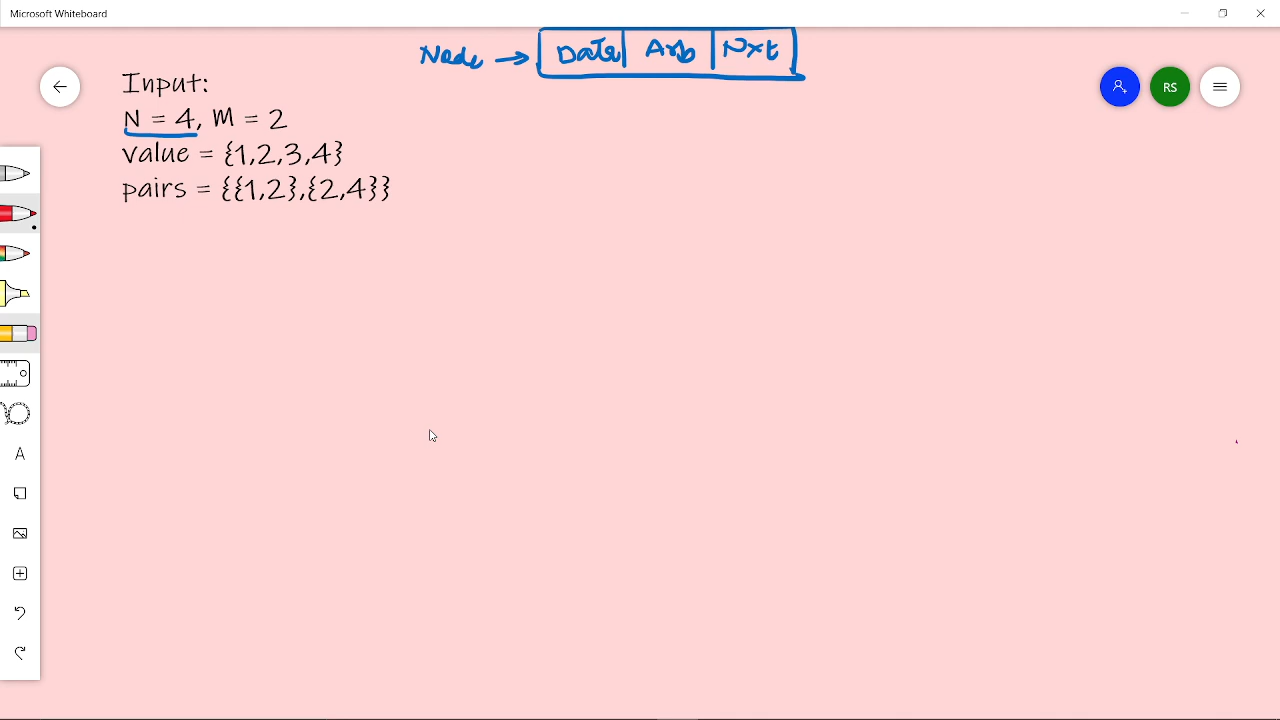 Microsoft Whiteboard
Node → Data Arb Nxt
Input:
N = 4, M = 2
value = {1,2,3,4}
pairs = {{1,2},{2,4}}
RS
A